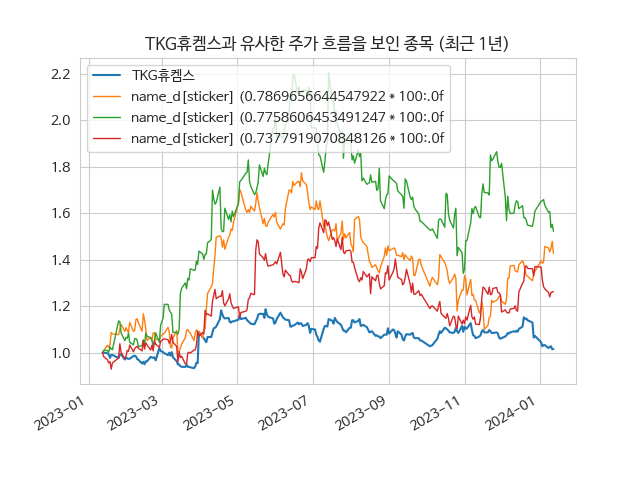 TKG휴켐스과 유사한 주가 흐름을 보인 종목 (최근 1년)
TKG휴켐스
name_d[sticker] (0.7869656644547922 * 100:.0f
name_d[sticker] (0.7758606453491247 * 100:.0f
name_d[sticker] (0.7377919070848126 * 100:.0f
2.2
2.0
1.8
1.6
1.4
1.2
1.0
2023-01
2023-03
2023-05
2023-07
2023-09
2023-11
2024-01